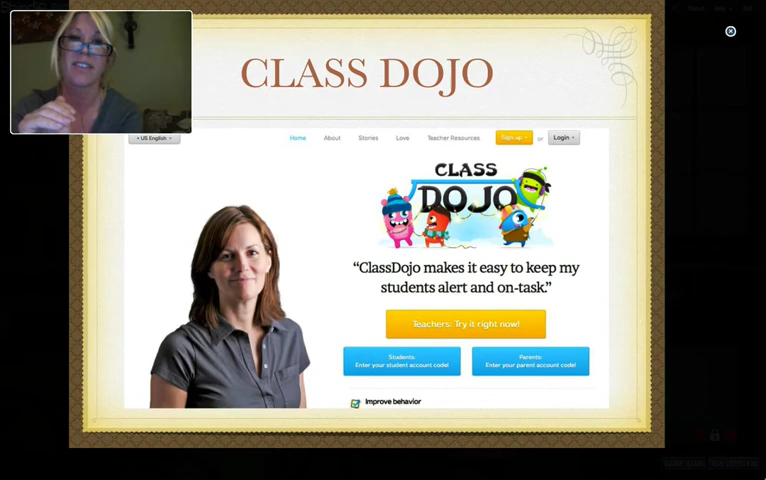 CLASS DOJO
US English
Home About Stories Love Teacher Resources Sign up or Login
CLASS
DOJO
“ClassDojo makes it easy to keep my
students alert and on-task.”
Teachers: Try it right now!
Students:
Enter your student account code!
Parents:
Enter your parent account code!
Improve behavior